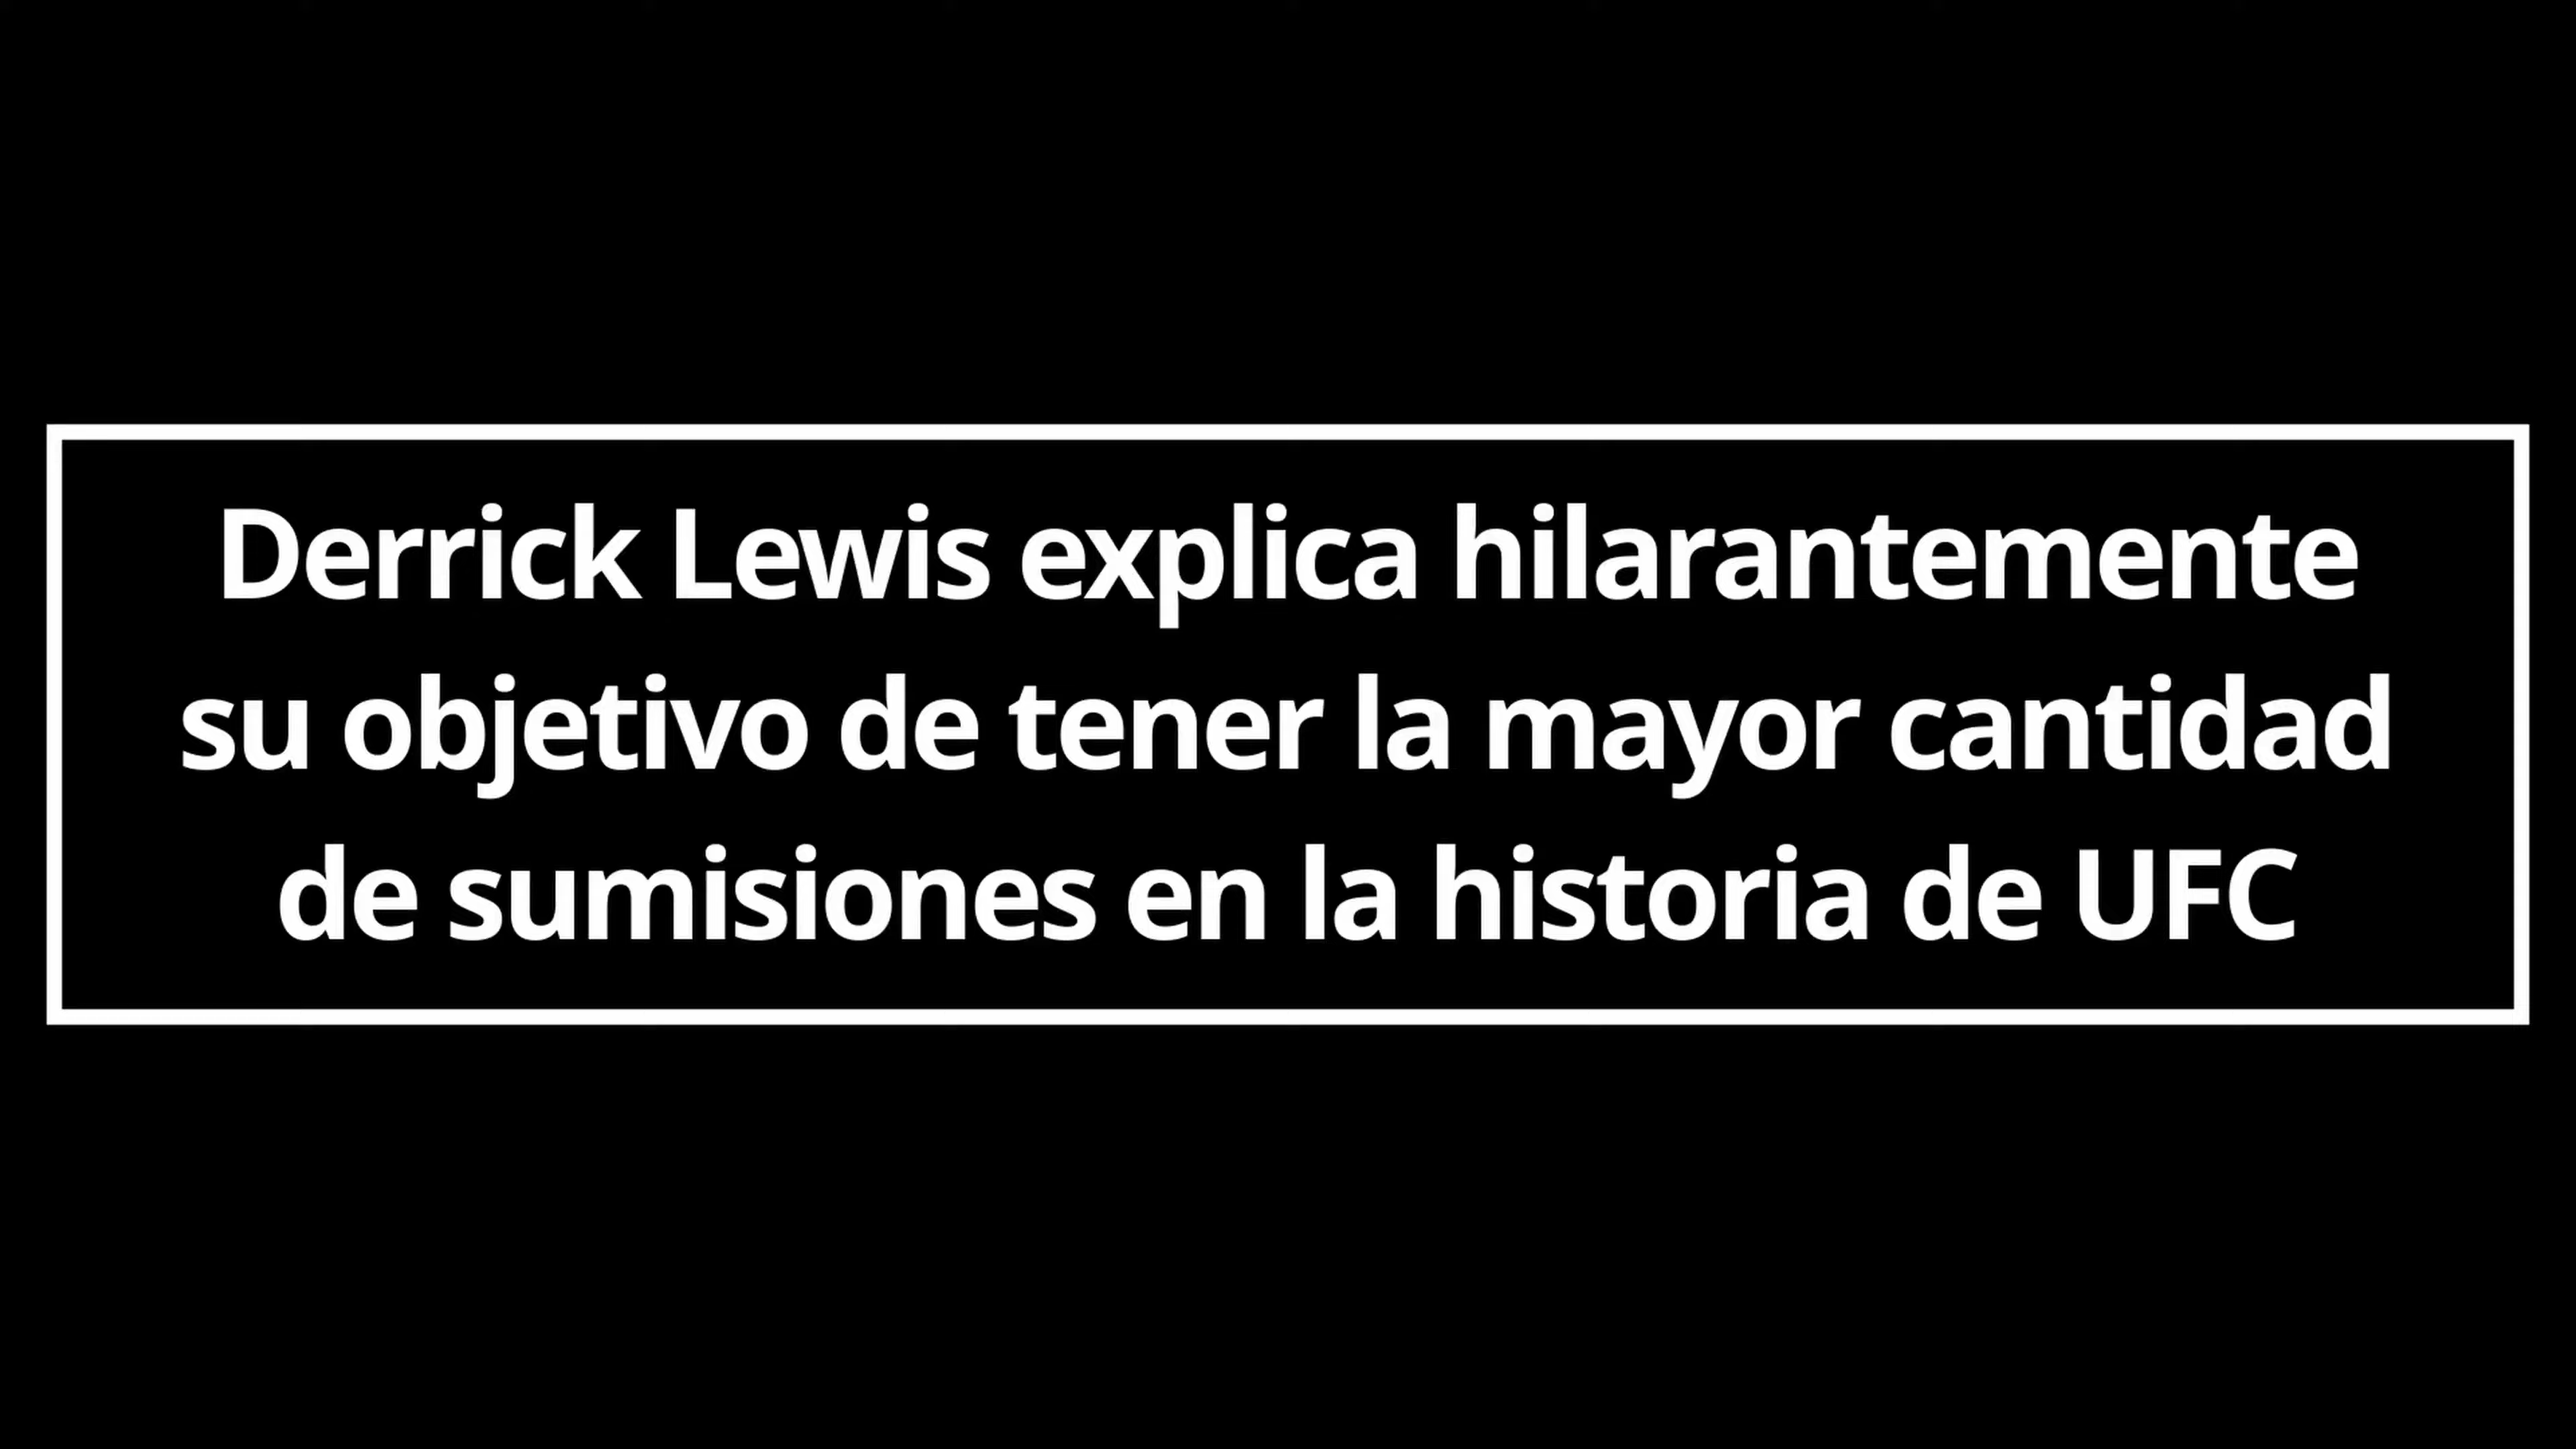 Derrick Lewis explica hilarantemente
su objetivo de tener la mayor cantidad
de sumisiones en la historia de UFC